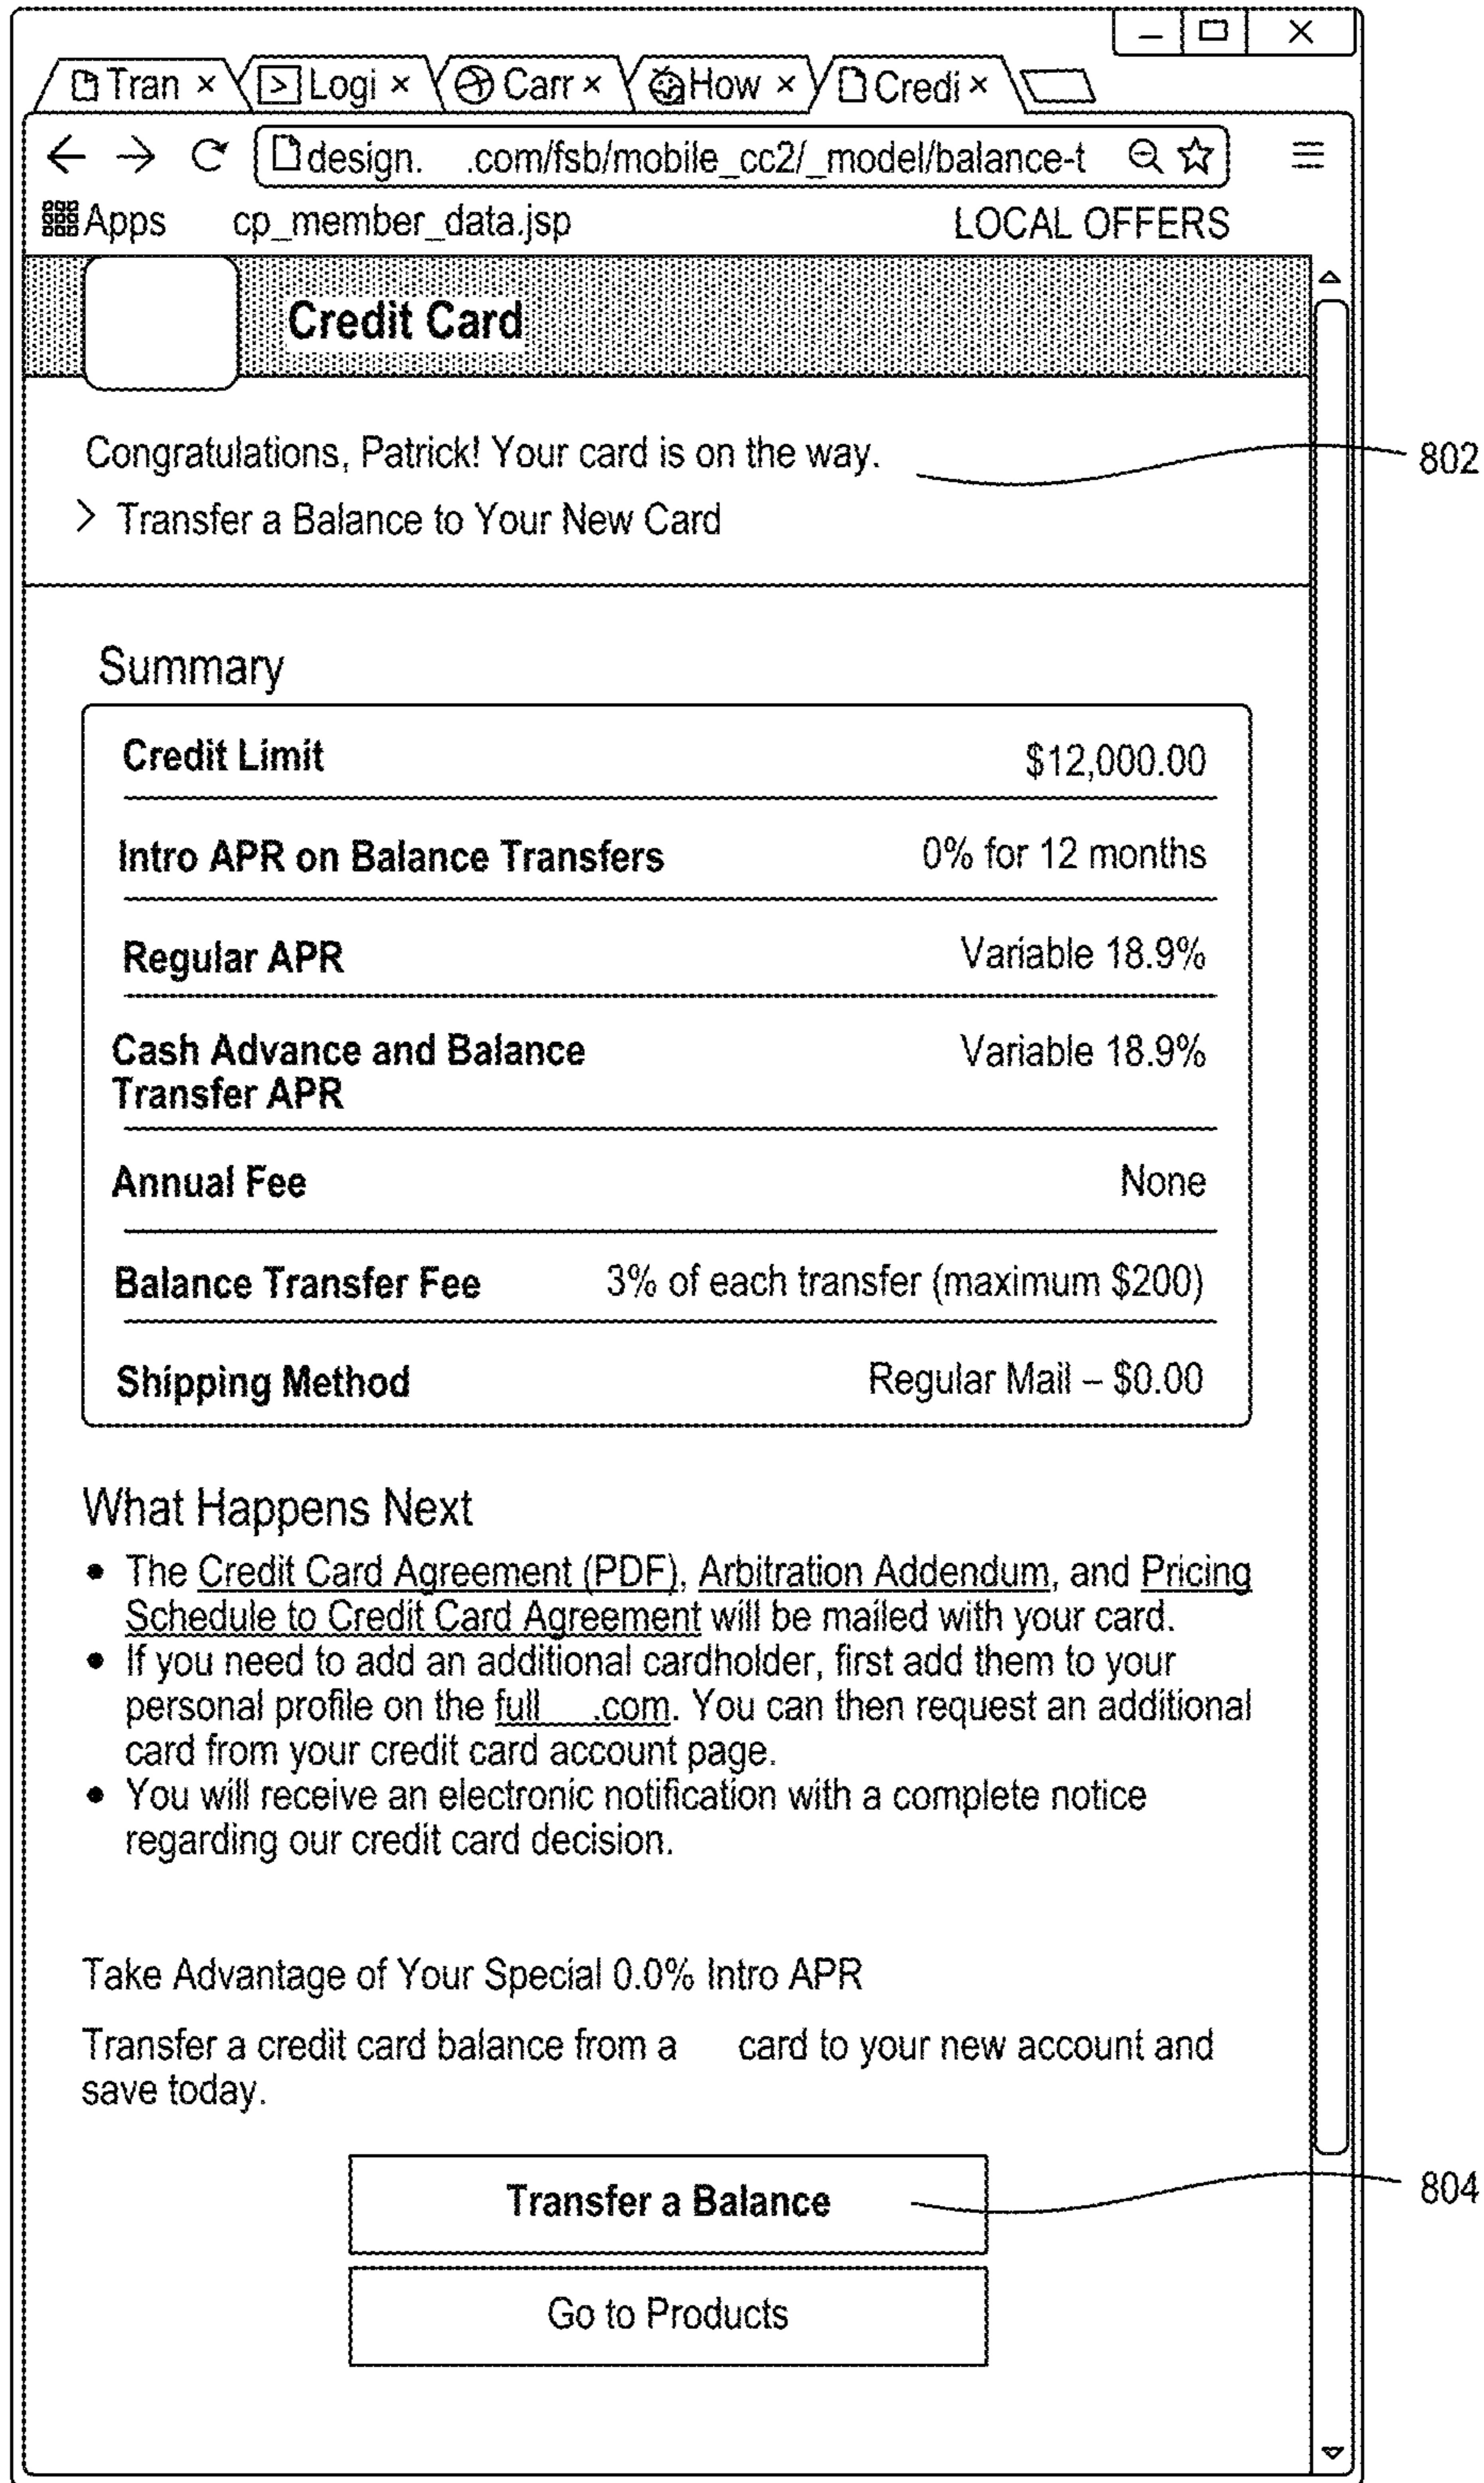 Tran × Logi × Carr × How × Credi ×
design. .com/fsb/mobile_cc2/_model/balance-t
Apps cp_member_data.jsp LOCAL OFFERS
Credit Card
Congratulations, Patrick! Your card is on the way.
802
> Transfer a Balance to Your New Card
Summary
Credit Limit $12,000.00
Intro APR on Balance Transfers 0% for 12 months
Regular APR Variable 18.9%
Cash Advance and Balance Variable 18.9%
Transfer APR
Annual Fee None
Balance Transfer Fee 3% of each transfer (maximum $200)
Shipping Method Regular Mail – $0.00
What Happens Next
• The Credit Card Agreement (PDF), Arbitration Addendum, and Pricing
Schedule to Credit Card Agreement will be mailed with your card.
• If you need to add an additional cardholder, first add them to your
personal profile on the full .com. You can then request an additional
card from your credit card account page.
• You will receive an electronic notification with a complete notice
regarding our credit card decision.
Take Advantage of Your Special 0.0% Intro APR
Transfer a credit card balance from a card to your new account and
save today.
Transfer a Balance
804
Go to Products